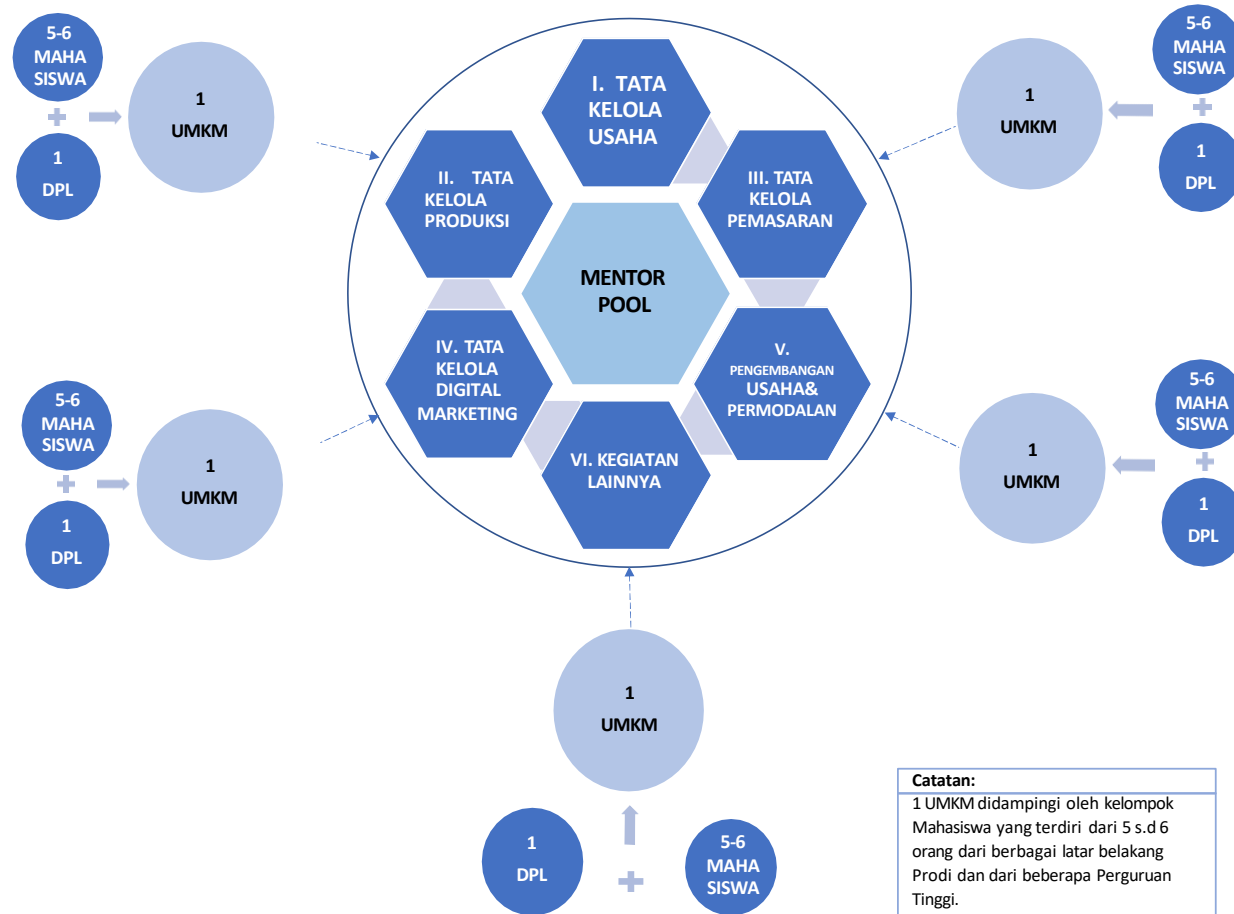 5-6
MAHA
SISWA
1
DPL
1
UMKM
I. TATA
KELOLA
USAHA
II. TATA
KELOLA
PRODUKSI
III. TATA
KELOLA
PEMASARAN
MENTOR
POOL
IV. TATA
KELOLA
DIGITAL
MARKETING
V.
PENGEMBANGAN
USAHA&
PERMODALAN
VI. KEGIATAN
LAINNYA
1
UMKM
5-6
MAHA
SISWA
1
DPL
5-6
MAHA
SISWA
1
DPL
1
UMKM
1
UMKM
5-6
MAHA
SISWA
1
DPL
1
UMKM
1
DPL
5-6
MAHA
SISWA
Catatan:
1 UMKM didampingi oleh kelompok
Mahasiswa yang terdiri dari 5 s.d 6
orang dari berbagai latar belakang
Prodi dan dari beberapa Perguruan
Tinggi.